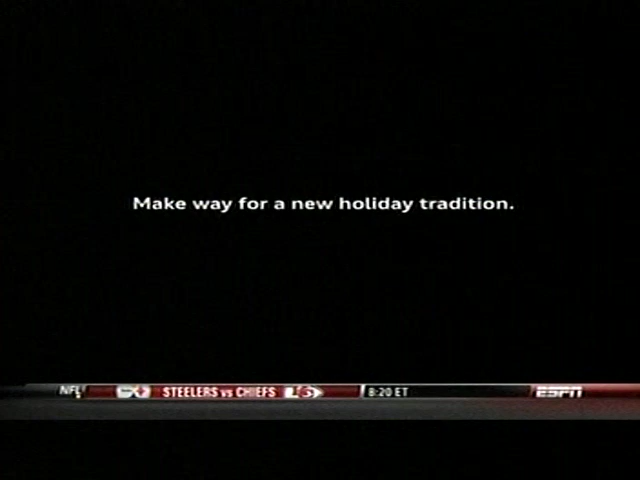 Make way for a new holiday tradition.
NFL STEELERS vs CHIEFS 8:20 ET ESPN